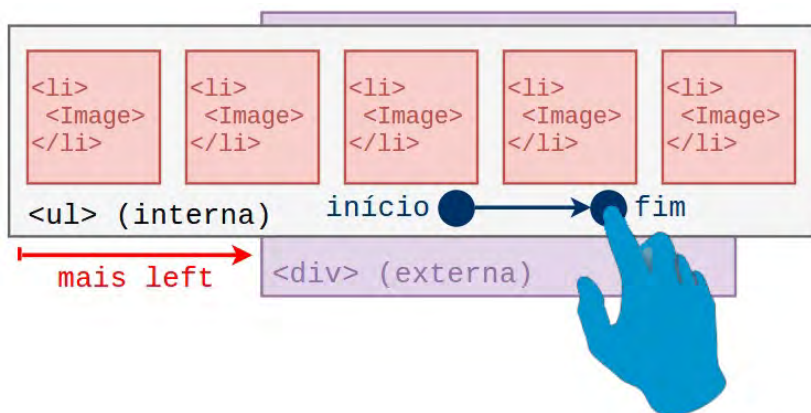 <li>
<Image>
</li>
<li>
<Image>
</li>
<li>
<Image>
</li>
<li>
<Image>
</li>
<li>
<Image>
</li>
<ul> (interna)
início
fim
mais left
<div> (externa)